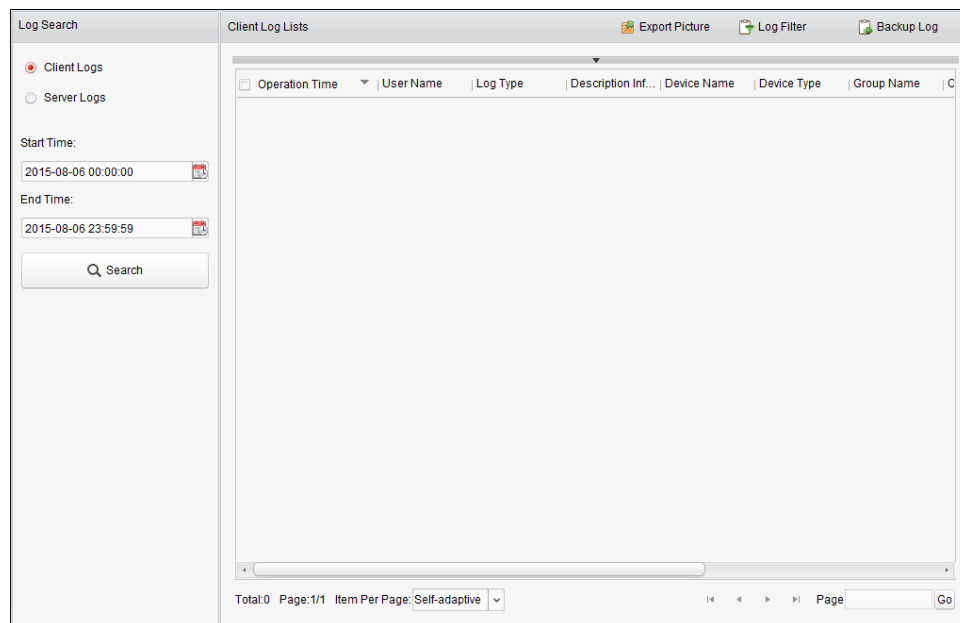 Log Search
Client Log Lists
Export Picture
Log Filter
Backup Log
Client Logs
Server Logs
Start Time:
2015-08-06 00:00:00
End Time:
2015-08-06 23:59:59
Search
Operation Time
User Name
Log Type
Description Inf...
Device Name
Device Type
Group Name
Total:0 Page:1/1 Item Per Page: Self-adaptive
Page
Go